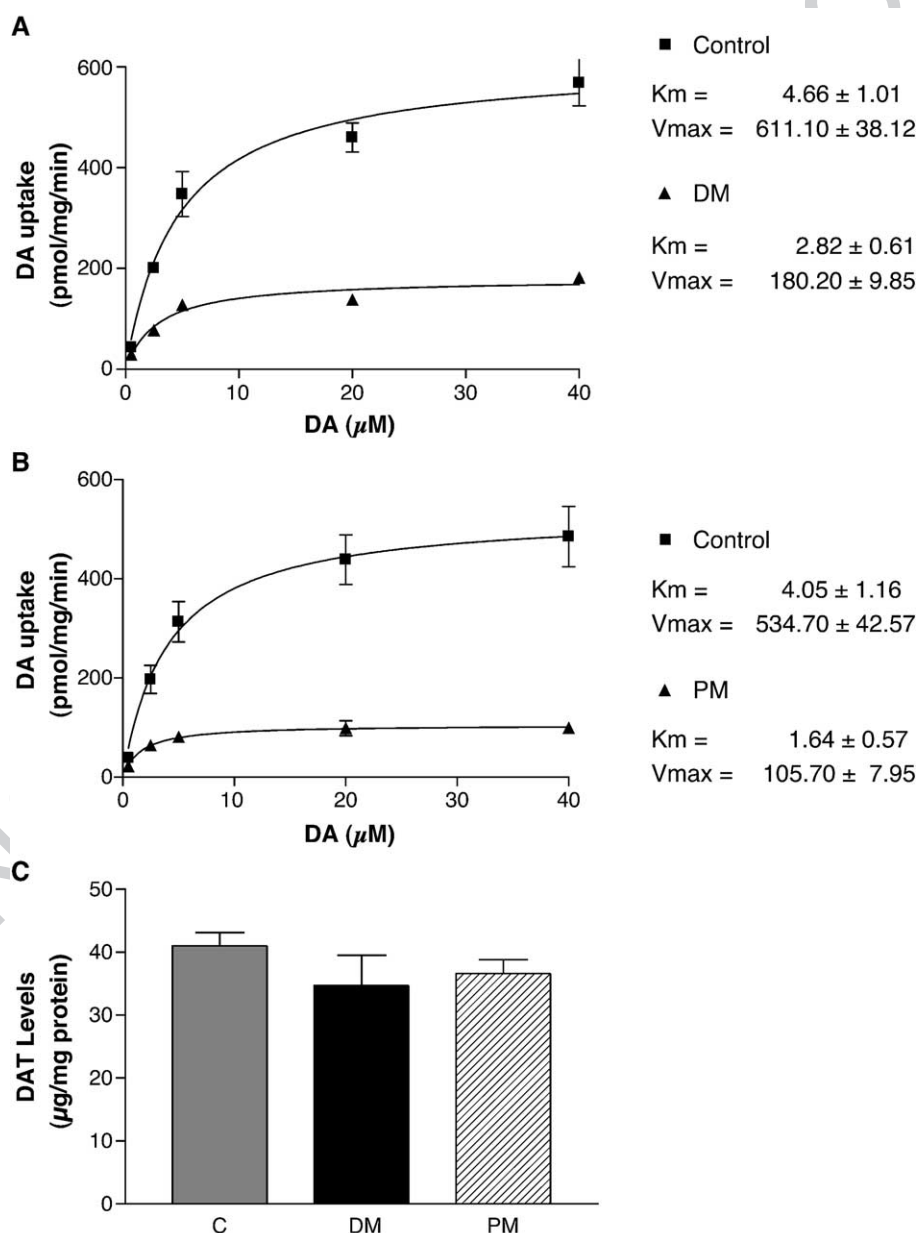 A
600
400
200
0
DA uptake
(pmol/mg/min)
0 10 20 30 40
DA (µM)
■ Control
Km = 4.66 ± 1.01
Vmax = 611.10 ± 38.12
▲ DM
Km = 2.82 ± 0.61
Vmax = 180.20 ± 9.85
B
600
400
200
0
DA uptake
(pmol/mg/min)
0 10 20 30 40
DA (µM)
■ Control
Km = 4.05 ± 1.16
Vmax = 534.70 ± 42.57
▲ PM
Km = 1.64 ± 0.57
Vmax = 105.70 ± 7.95
C
50
40
30
20
10
0
DAT Levels
(µg/mg protein)
C DM PM